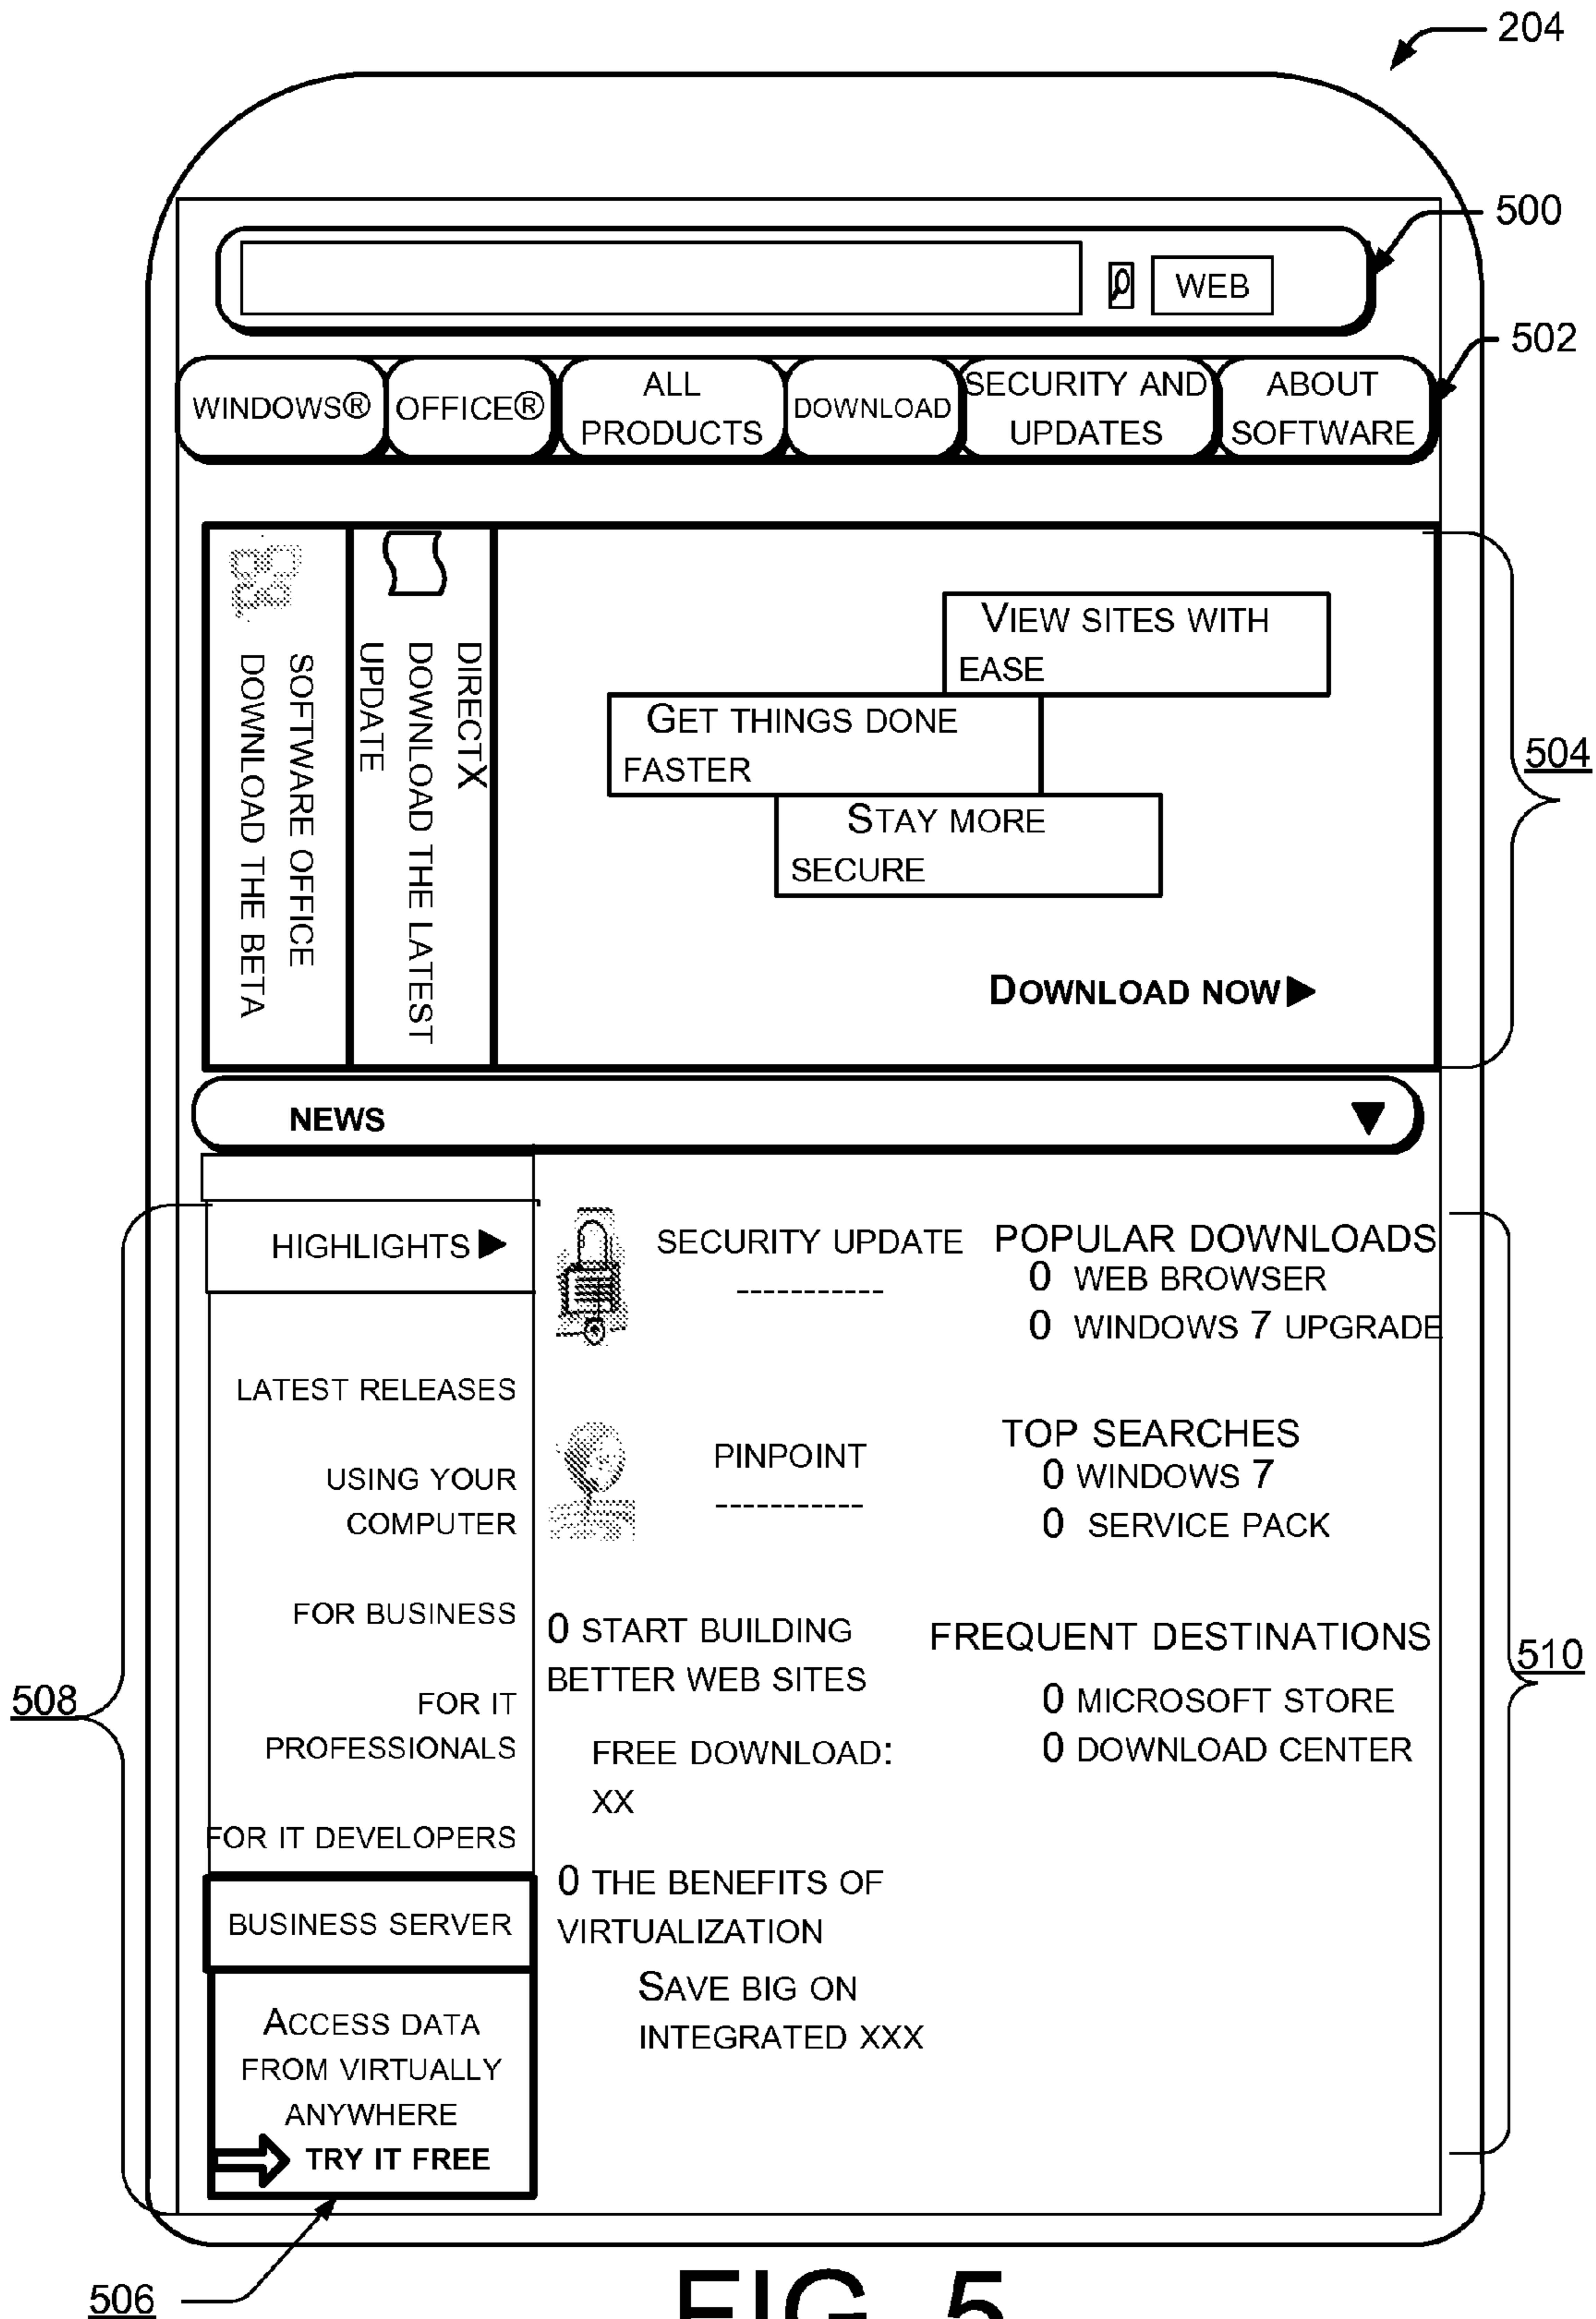 204
500
WEB
502
WINDOWS®
OFFICE®
ALL
PRODUCTS
DOWNLOAD
SECURITY AND
UPDATES
ABOUT
SOFTWARE
SOFTWARE OFFICE
DOWNLOAD THE BETA
DIRECTX
DOWNLOAD THE LATEST
UPDATE
VIEW SITES WITH
EASE
GET THINGS DONE
FASTER
STAY MORE
SECURE
DOWNLOAD NOW
504
NEWS
HIGHLIGHTS
LATEST RELEASES
USING YOUR
COMPUTER
FOR BUSINESS
FOR IT
PROFESSIONALS
FOR IT DEVELOPERS
BUSINESS SERVER
ACCESS DATA
FROM VIRTUALLY
ANYWHERE
TRY IT FREE
508
506
SECURITY UPDATE
-----------
PINPOINT
-----------
0 START BUILDING
BETTER WEB SITES
FREE DOWNLOAD:
XX
0 THE BENEFITS OF
VIRTUALIZATION
SAVE BIG ON
INTEGRATED XXX
POPULAR DOWNLOADS
0 WEB BROWSER
0 WINDOWS 7 UPGRADE
TOP SEARCHES
0 WINDOWS 7
0 SERVICE PACK
FREQUENT DESTINATIONS
0 MICROSOFT STORE
0 DOWNLOAD CENTER
510
FIG. 5